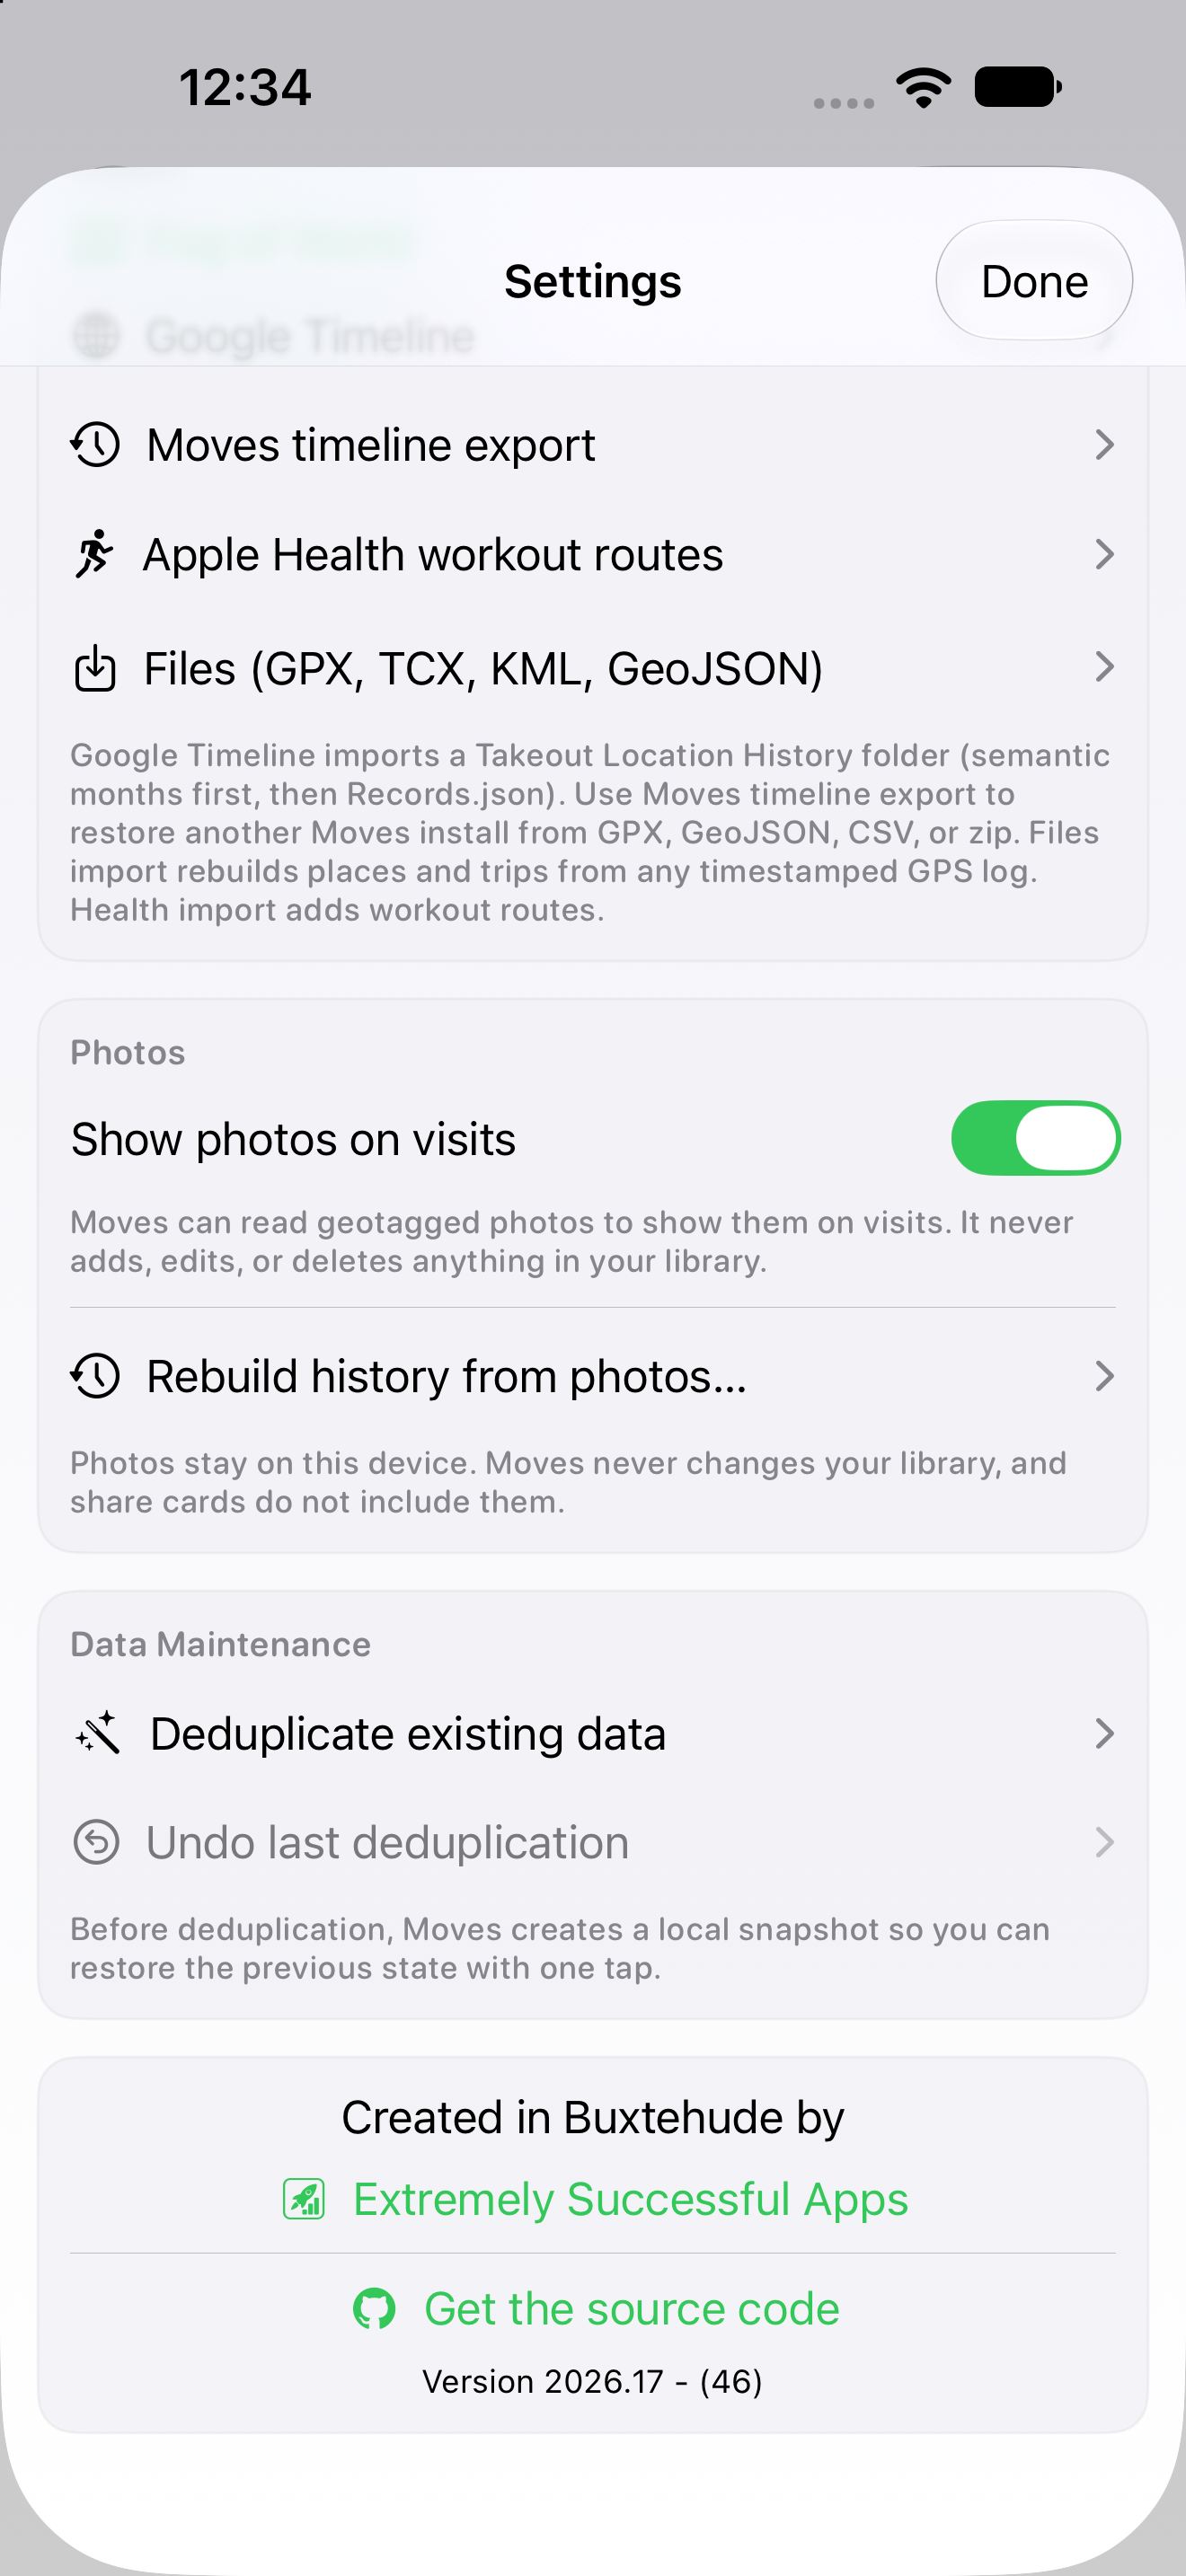 12:34
Settings
Done
Google Timeline
Moves timeline export
Apple Health workout routes
Files (GPX, TCX, KML, GeoJSON)
Google Timeline imports a Takeout Location History folder (semantic
months first, then Records.json). Use Moves timeline export to
restore another Moves install from GPX, GeoJSON, CSV, or zip. Files
import rebuilds places and trips from any timestamped GPS log.
Health import adds workout routes.
Photos
Show photos on visits
Moves can read geotagged photos to show them on visits. It never
adds, edits, or deletes anything in your library.
Rebuild history from photos...
Photos stay on this device. Moves never changes your library, and
share cards do not include them.
Data Maintenance
Deduplicate existing data
Undo last deduplication
Before deduplication, Moves creates a local snapshot so you can
restore the previous state with one tap.
Created in Buxtehude by
Extremely Successful Apps
Get the source code
Version 2026.17 - (46)